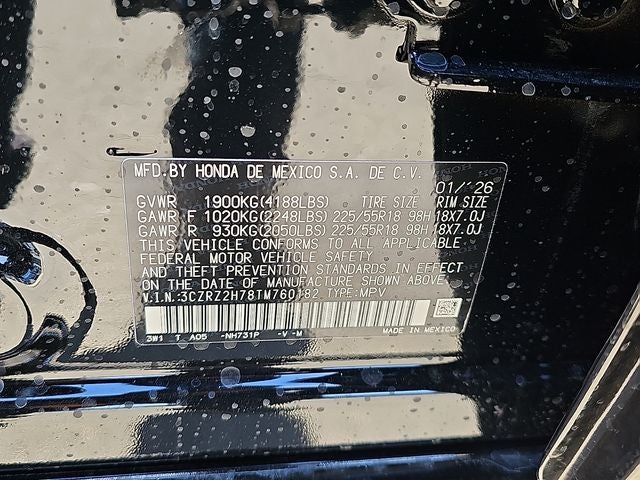 MFD.BY HONDA DE MEXICO S.A. DE C.V.
01/ '26
GVWR 1900KG(4188LBS) TIRE SIZE RIM SIZE
GAWR F 1020KG(2248LBS) 225/55R18 98H 18X7.0J
GAWR R 930KG(2050LBS) 225/55R18 98H 18X7.0J
THIS VEHICLE CONFORMS TO ALL APPLICABLE
FEDERAL MOTOR VEHICLE SAFETY
AND THEFT PREVENTION STANDARDS IN EFFECT
ON THE DATE OF MANUFACTURE SHOWN ABOVE.
V.I.N.:3CZRZ2H78TM760182 TYPE:MPV
3W1 T A05 -NH731P -V -M
MADE IN MEXICO